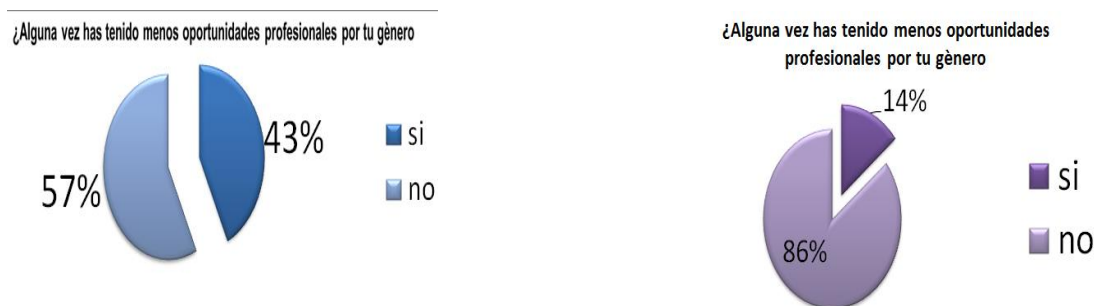 ¿Alguna vez has tenido menos oportunidades profesionales por tu gènero
43%
57%
si
no
¿Alguna vez has tenido menos oportunidades
profesionales por tu gènero
14%
86%
si
no